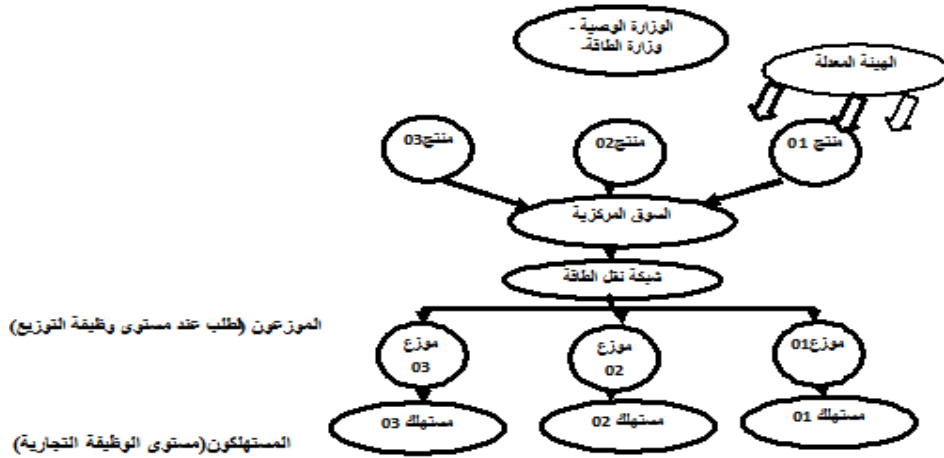 الوزارة الوصية -
وزارة الطاقة-
الهيئة المعدلة
منتج 01
منتج02
منتج03
السوق المركزية
شبكة نقل الطاقة
الموزعون (لطلب عند مستوى وظيفة التوزيع)
موزع01
موزع
02
موزع
03
مستهلك 01
مستهلك 02
مستهلك 03
المستهلكون(مستوى الوظيفة التجارية)